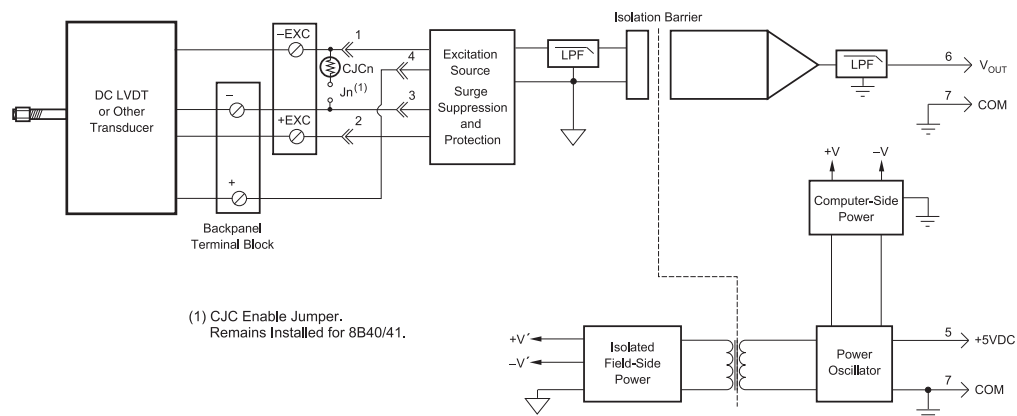 Isolation Barrier
–EXC
1
4
CJCn
Jn(1)
3
–
+EXC
2
+
DC LVDT
or Other
Transducer
Backpanel
Terminal Block
Excitation
Source
Surge
Suppression
and
Protection
LPF
LPF
6
VOUT
7
COM
+V
–V
Computer-Side
Power
(1) CJC Enable Jumper.
Remains Installed for 8B40/41.
+V´
–V´
Isolated
Field-Side
Power
Power
Oscillator
5
+5VDC
7
COM